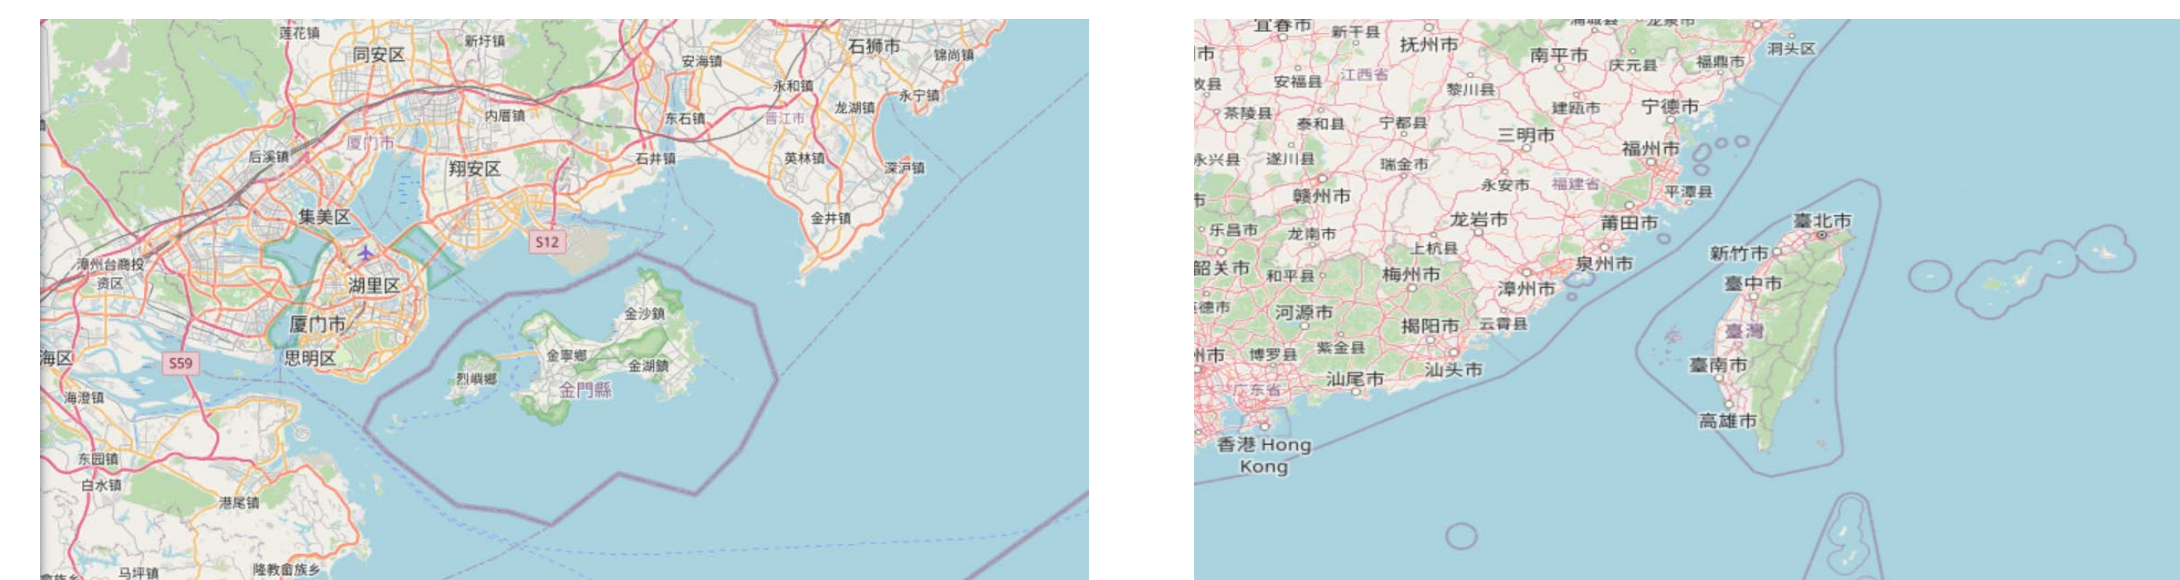 莲花镇
同安区
新圩镇
安海镇
石狮市
锦尚镇
永和镇
永宁镇
龙湖镇
内厝镇
东石镇
晋江市
厦门市
后溪镇
翔安区
石井镇
英林镇
深沪镇
集美区
金井镇
S12
漳州台商投
资区
湖里区
厦门市
金沙鎮
海区
S59
思明区
金寧鄉
金湖鎮
烈嶼鄉
金門縣
海澄镇
东园镇
白水镇
港尾镇
马坪镇
隆教畲族乡
宜春市
新干县
抚州市
南平市
庆元县
福鼎市
洞头区
江西省
安福县
黎川县
茶陵县
泰和县
宁都县
建瓯市
宁德市
三明市
永兴县
遂川县
瑞金市
福州市
永安市
福建省
平潭县
赣州市
龙岩市
莆田市
臺北市
乐昌市
龙南市
上杭县
新竹市
韶关市
和平县
梅州市
泉州市
漳州市
臺中市
河源市
揭阳市
云霄县
臺灣
博罗县
紫金县
臺南市
广东省
汕尾市
汕头市
高雄市
香港 Hong
Kong